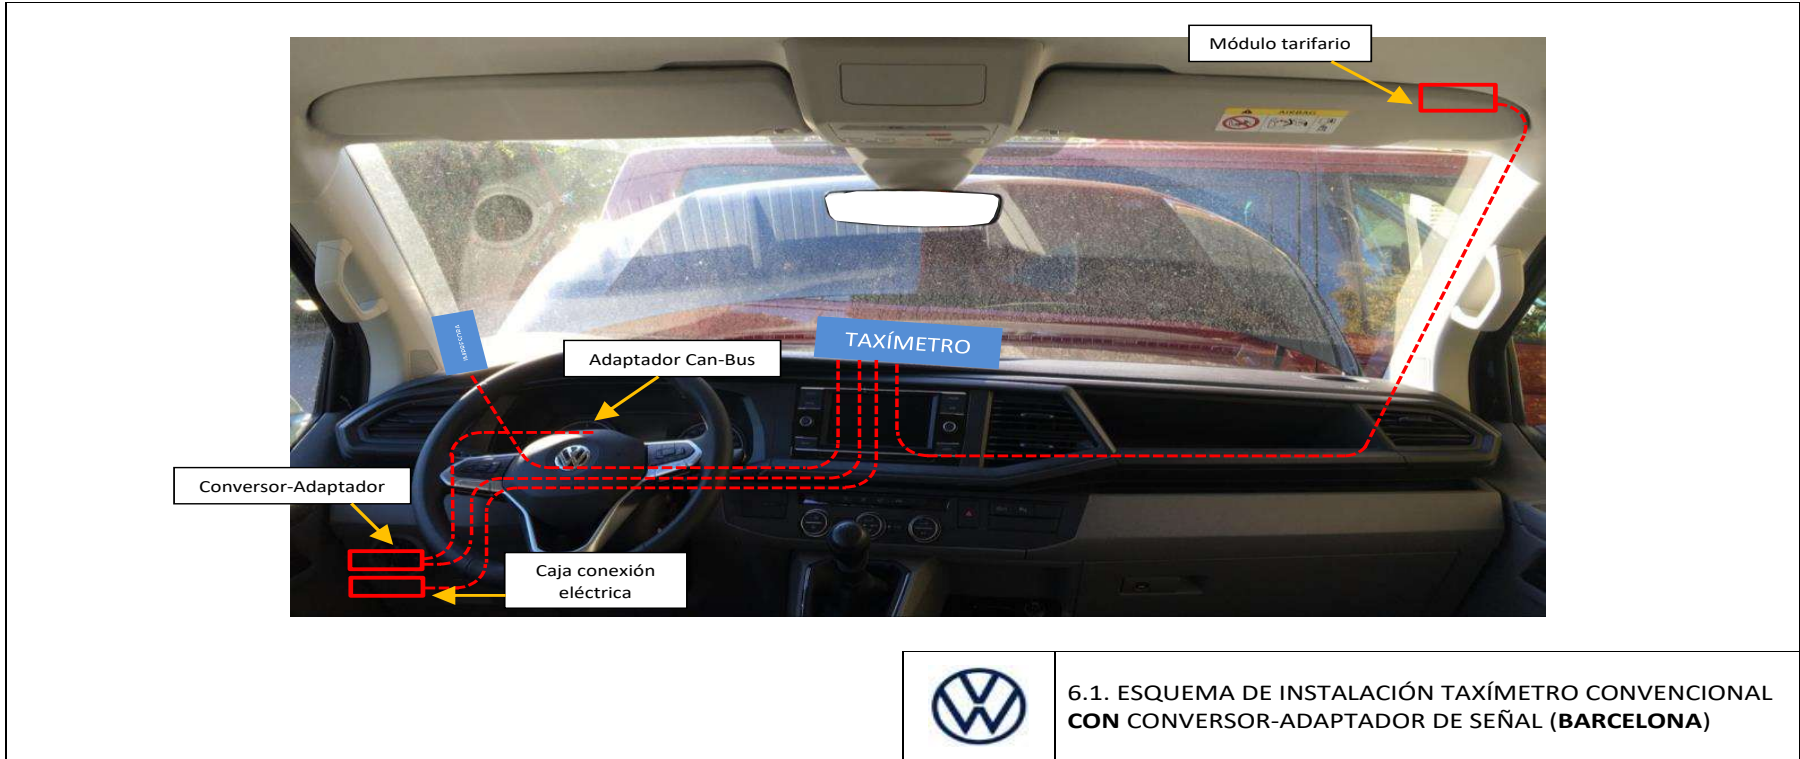 Módulo tarifario
AIRBAG
TAXÍMETRO
Adaptador Can-Bus
Conversor-Adaptador
Caja conexión
eléctrica
6.1. ESQUEMA DE INSTALACIÓN TAXÍMETRO CONVENCIONAL
CON CONVERSOR-ADAPTADOR DE SEÑAL (BARCELONA)